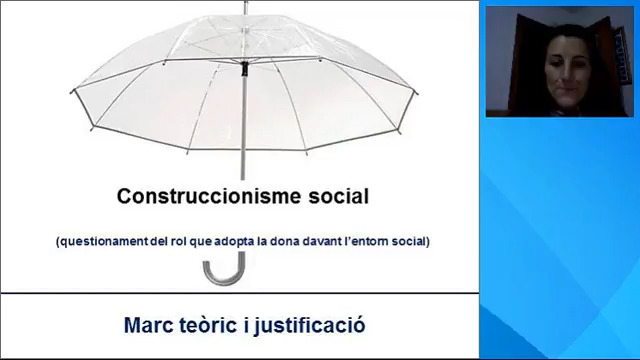 Construccionisme social
(questionament del rol que adopta la dona davant l'entorn social)
Marc teòric i justificació